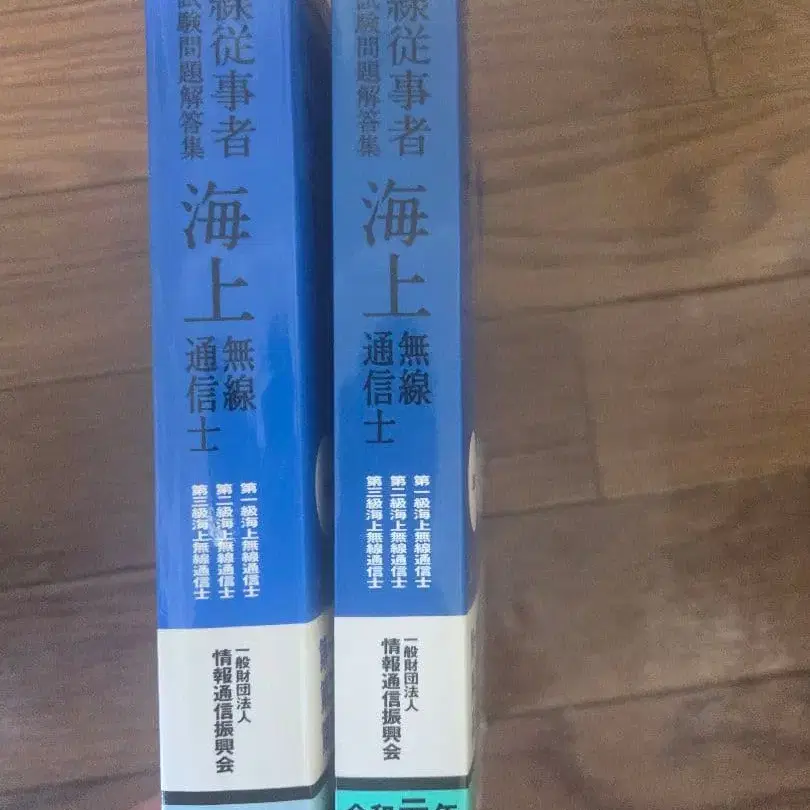 線従事者
試験問題解答集
海上
無線
通信士
第一級海上無線通信士
第二級海上無線通信士
第三級海上無線通信士
一般財団法人
情報通信振興会
線従事者
試験問題解答集
海上
無線
通信士
第一級海上無線通信士
第二級海上無線通信士
第三級海上無線通信士
一般財団法人
情報通信振興会